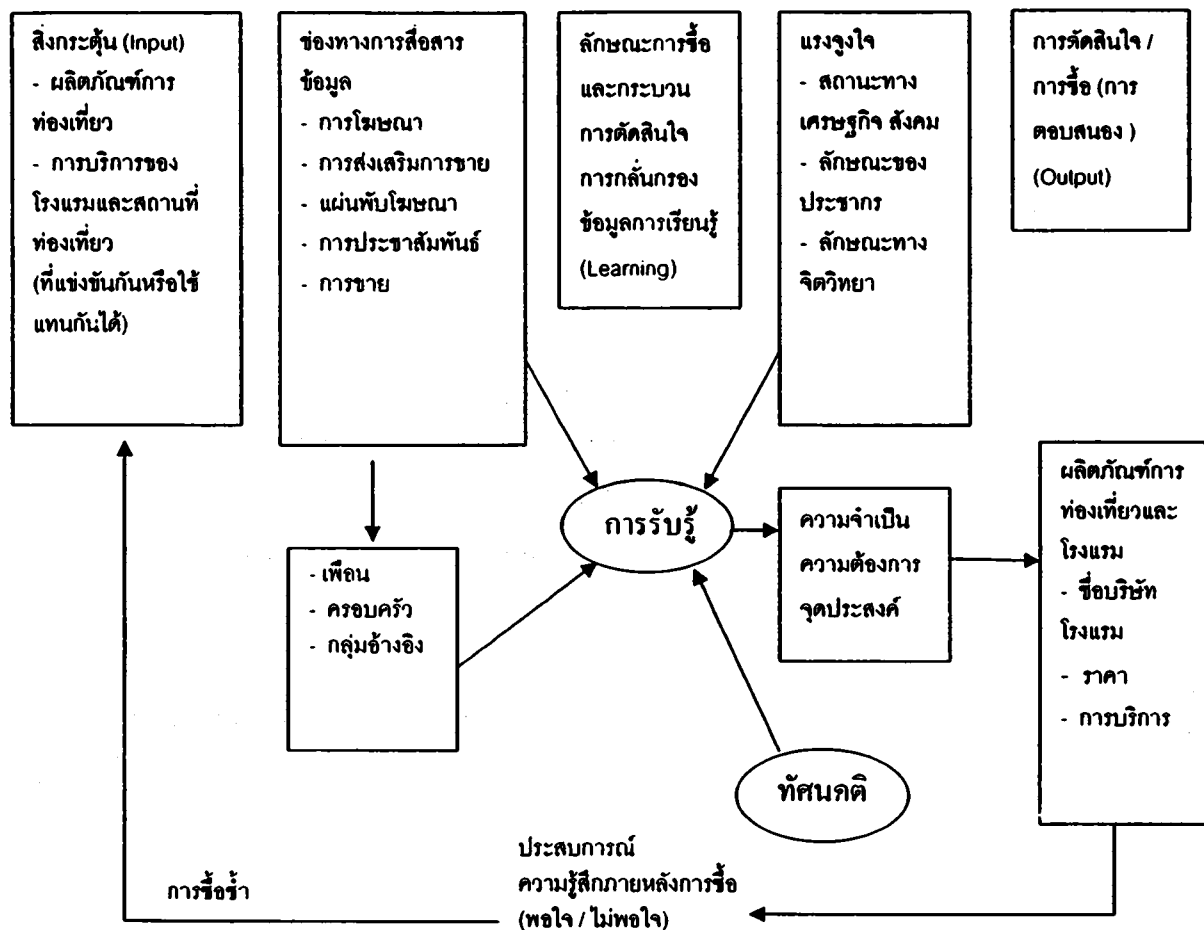 สิ่งกระตุ้น (Input)
- ผลิตภัณฑ์การ
ท่องเที่ยว
- การบริการของ
โรงแรมและสถานที่
ท่องเที่ยว
(ที่แข่งขันกันหรือใช้
แทนกันได้)
ช่องทางการสื่อสาร
ข้อมูล
- การโฆษณา
- การส่งเสริมการขาย
- แผ่นพับโฆษณา
- การประชาสัมพันธ์
- การขาย
ลักษณะการซื้อ
และกระบวน
การตัดสินใจ
การกลั่นกรอง
ข้อมูลการเรียนรู้
(Learning)
แรงจูงใจ
- สถานะทาง
เศรษฐกิจ สังคม
- ลักษณะของ
ประชากร
- ลักษณะทาง
จิตวิทยา
การตัดสินใจ /
การซื้อ (การ
ตอบสนอง )
(Output)
- เพื่อน
- ครอบครัว
- กลุ่มอ้างอิง
การรับรู้
ความจำเป็น
ความต้องการ
จุดประสงค์
ผลิตภัณฑ์การ
ท่องเที่ยวและ
โรงแรม
- ชื่อบริษัท
โรงแรม
- ราคา
- การบริการ
ทัศนคติ
ประสบการณ์
ความรู้สึกภายหลังการซื้อ
(พอใจ / ไม่พอใจ)
การซื้อซ้ำ